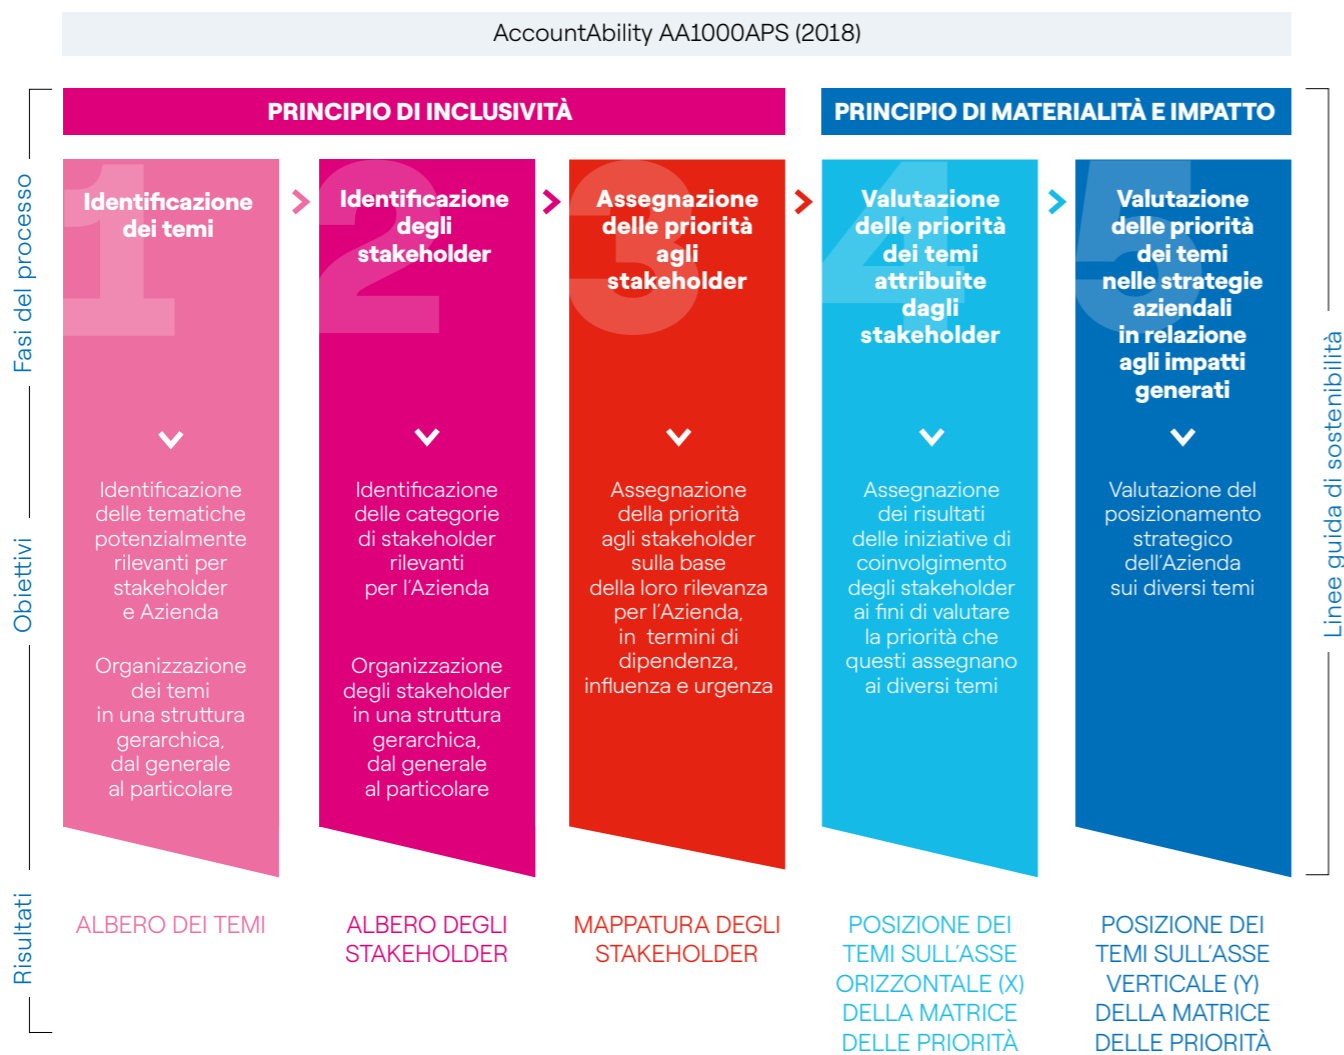 AccountAbility AA1000APS (2018)
PRINCIPIO DI INCLUSIVITÀ
PRINCIPIO DI MATERIALITÀ E IMPATTO
Fasi del processo
Obiettivi
Risultati
1
Identificazione
dei temi
Identificazione
delle tematiche
potenzialmente
rilevanti per
stakeholder
e Azienda
Organizzazione
dei temi
in una struttura
gerarchica,
dal generale
al particolare
ALBERO DEI TEMI
2
Identificazione
degli
stakeholder
Identificazione
delle categorie
di stakeholder
rilevanti
per l'Azienda
Organizzazione
degli stakeholder
in una struttura
gerarchica,
dal generale
al particolare
ALBERO DEGLI
STAKEHOLDER
3
Assegnazione
delle priorità
agli
stakeholder
Assegnazione
della priorità
agli stakeholder
sulla base
della loro rilevanza
per l'Azienda,
in termini di
dipendenza,
influenza e urgenza
MAPPATURA DEGLI
STAKEHOLDER
4
Valutazione
delle priorità
dei temi
attribuite
dagli
stakeholder
Assegnazione
dei risultati
delle iniziative di
coinvolgimento
degli stakeholder
ai fini di valutare
la priorità che
questi assegnano
ai diversi temi
POSIZIONE DEI
TEMI SULL'ASSE
ORIZZONTALE (X)
DELLA MATRICE
DELLE PRIORITÀ
5
Valutazione
delle priorità
dei temi
nelle strategie
aziendali
in relazione
agli impatti
generati
Valutazione del
posizionamento
strategico
dell'Azienda
sui diversi temi
POSIZIONE DEI
TEMI SULL'ASSE
VERTICALE (Y)
DELLA MATRICE
DELLE PRIORITÀ
Linee guida di sostenibilità